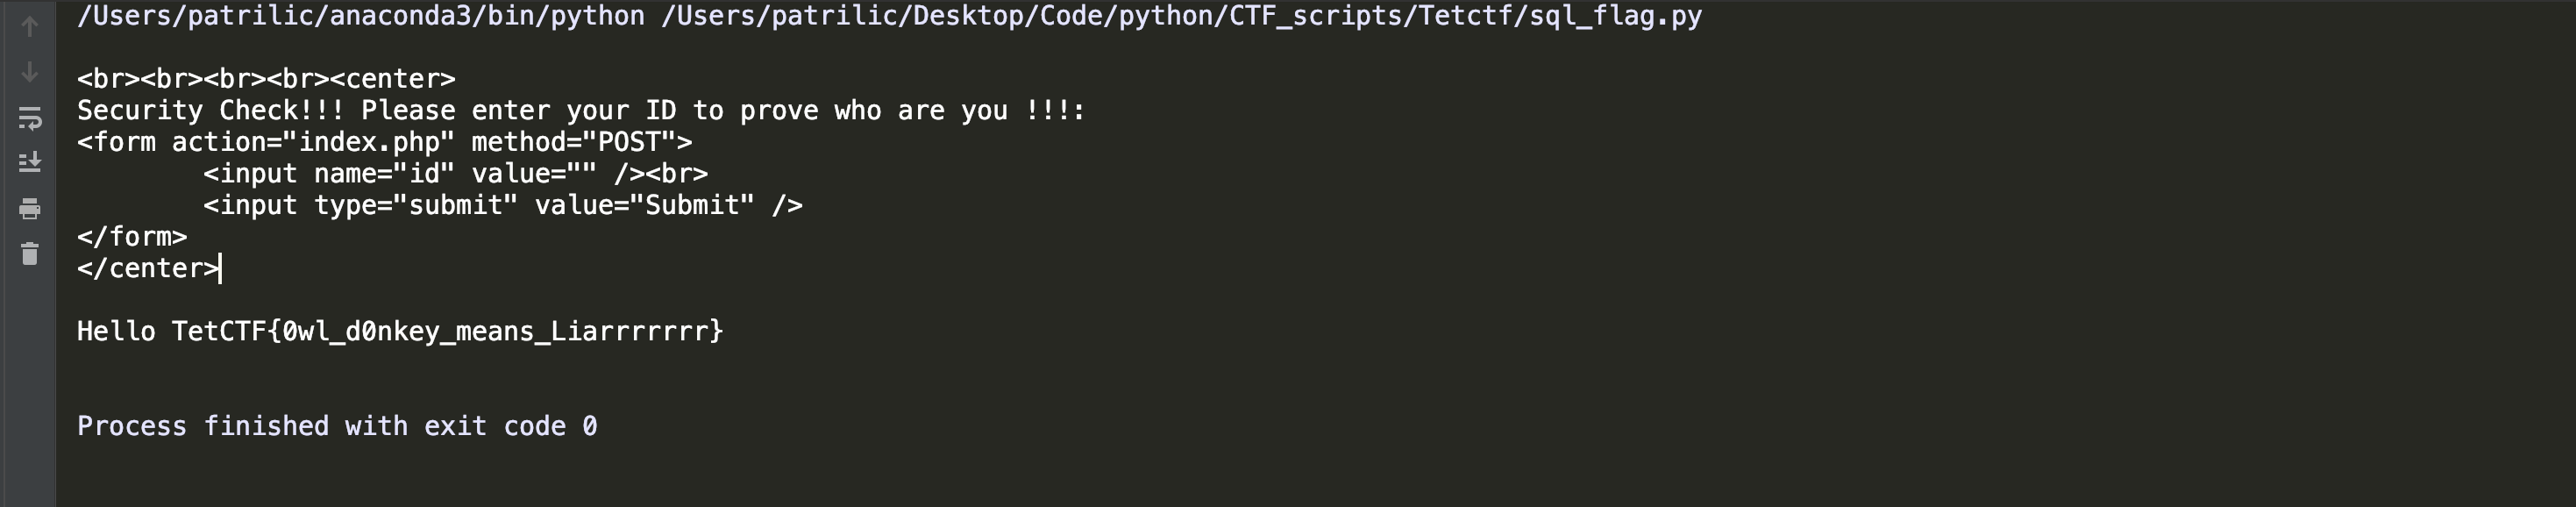 /Users/patrilic/anaconda3/bin/python /Users/patrilic/Desktop/Code/python/CTF_scripts/Tetctf/sql_flag.py
<br><br><br><br><center>
Security Check!!! Please enter your ID to prove who are you !!!:
<form action="index.php" method="POST">
        <input name="id" value="" /><br>
        <input type="submit" value="Submit" />
</form>
</center>
Hello TetCTF{0wl_d0nkey_means_Liarrrrrrr}
Process finished with exit code 0